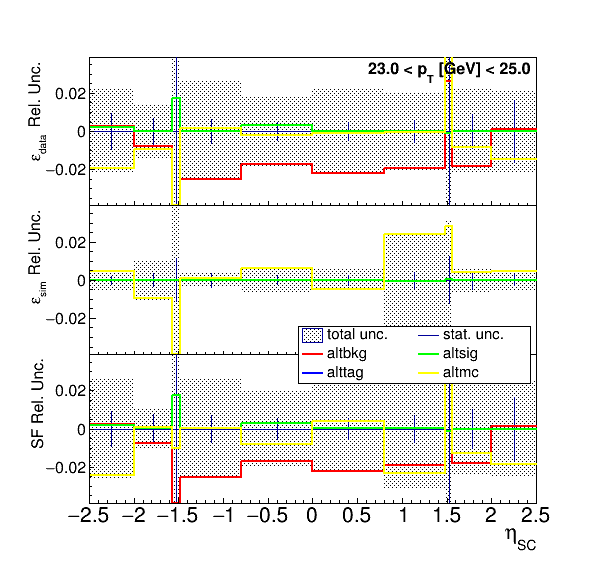 23.0 < p_T [GeV] < 25.0
ε_data Rel. Unc.
0.02
0
−0.02
ε_sim Rel. Unc.
0.02
0
−0.02
total unc. stat. unc.
altbkg altsig
alttag altmc
SF Rel. Unc.
0.02
0
−0.02
−2.5 −2 −1.5 −1 −0.5 0 0.5 1 1.5 2 2.5
η_SC